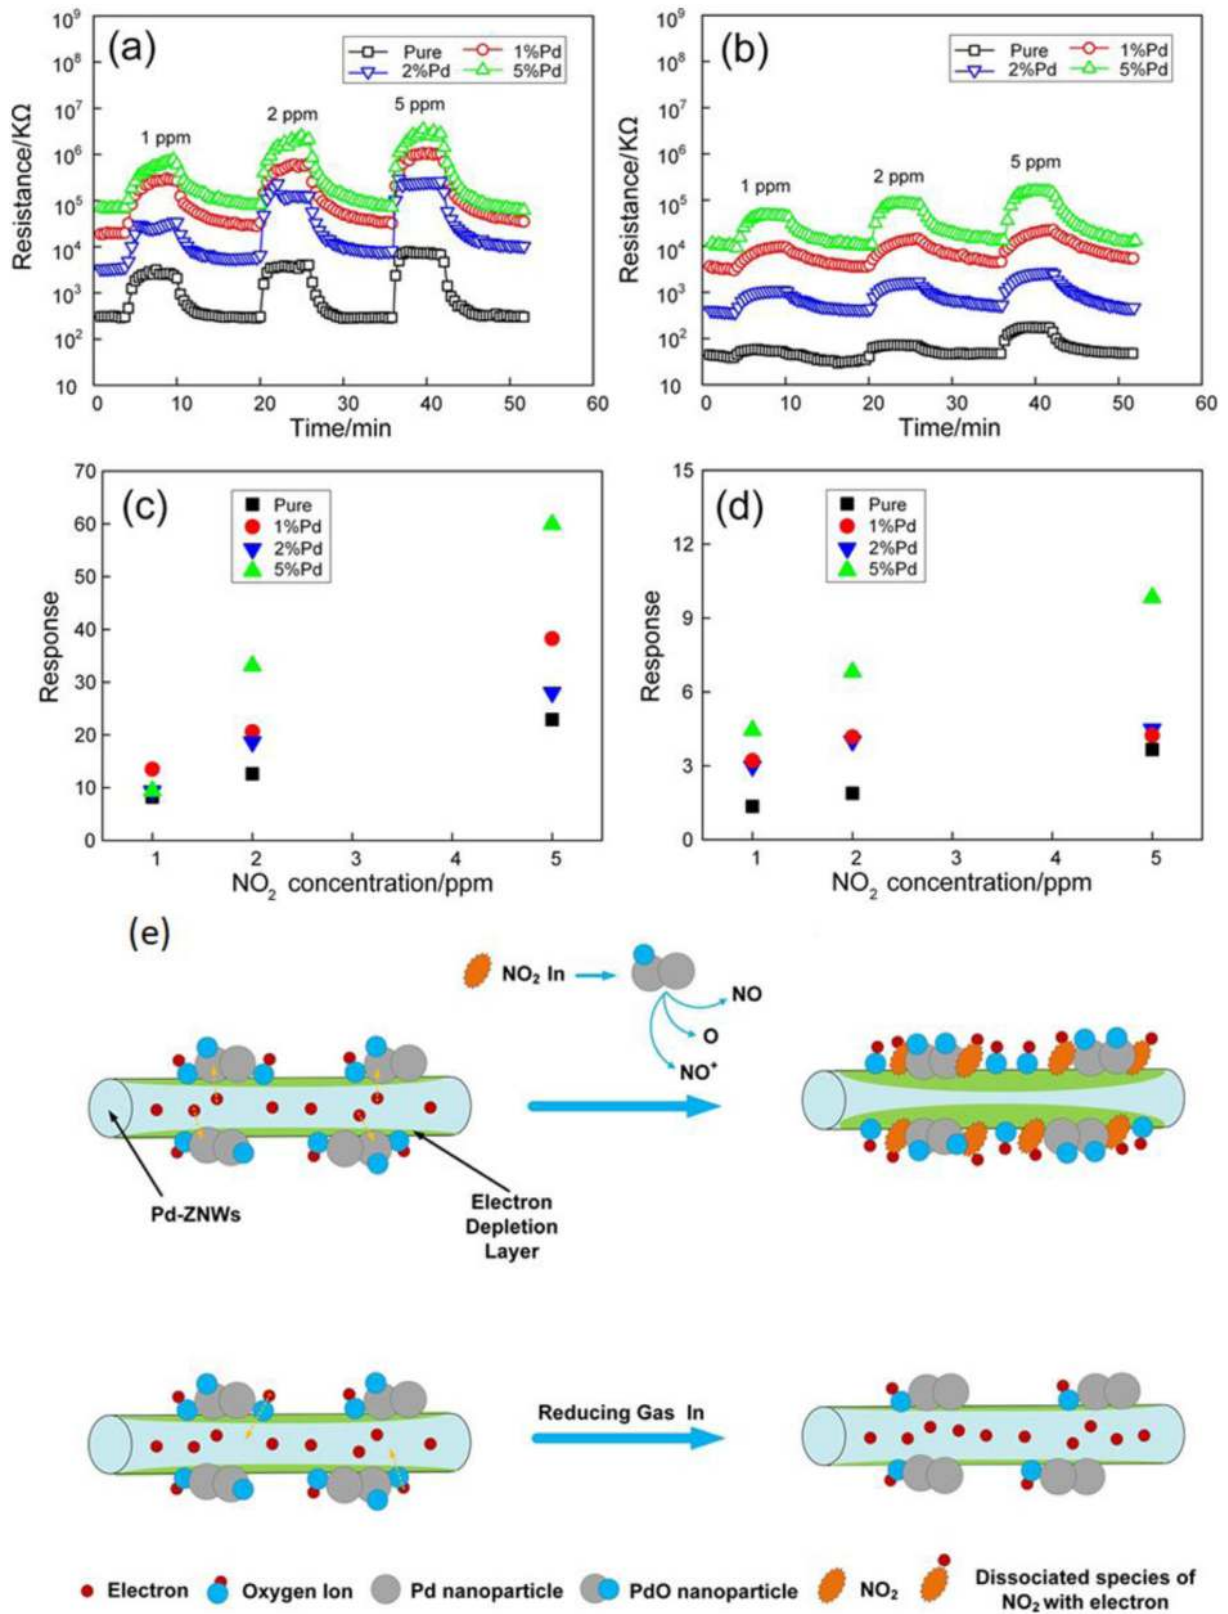 (a)
Pure 1%Pd
2%Pd 5%Pd
1 ppm
2 ppm
5 ppm
10⁹
10⁸
10⁷
10⁶
10⁵
10⁴
10³
10²
10
Resistance/KΩ
0 10 20 30 40 50 60
Time/min
(b)
Pure 1%Pd
2%Pd 5%Pd
1 ppm
2 ppm
5 ppm
10⁹
10⁸
10⁷
10⁶
10⁵
10⁴
10³
10²
10
Resistance/KΩ
0 10 20 30 40 50 60
Time/min
(c)
Pure
1%Pd
2%Pd
5%Pd
70
60
50
40
30
20
10
0
Response
1 2 3 4 5
NO₂ concentration/ppm
(d)
Pure
1%Pd
2%Pd
5%Pd
15
12
9
6
3
0
Response
1 2 3 4 5
NO₂ concentration/ppm
(e)
NO₂ In
NO
O
NO⁺
Pd-ZNWs
Electron
Depletion
Layer
Reducing Gas In
Electron
Oxygen Ion
Pd nanoparticle
PdO nanoparticle
NO₂
Dissociated species of
NO₂ with electron